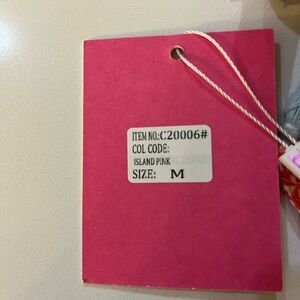 ITEM NO.:C20006#
COL CODE:
ISLAND PINK
SIZE: M